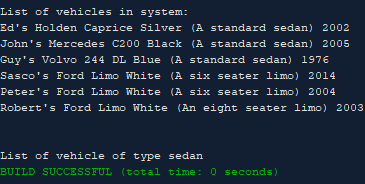 List of vehicles in system:
Ed's Holden Caprice Silver (A standard sedan) 2002
John's Mercedes C200 Black (A standard sedan) 2005
Guy's Volvo 244 DL Blue (A standard sedan) 1976
Sasco's Ford Limo White (A six seater limo) 2014
Peter's Ford Limo White (A six seater limo) 2004
Robert's Ford Limo White (An eight seater limo) 2003
List of vehicle of type sedan
BUILD SUCCESSFUL (total time: 0 seconds)